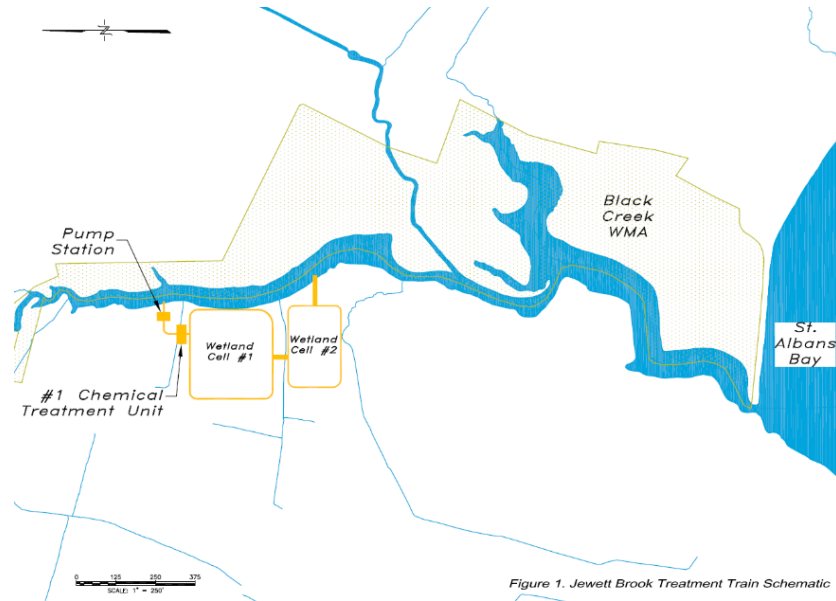 N
Black
Creek
WMA
Pump
Station
St.
Albans
Bay
Wetland
Cell #1
Wetland
Cell #2
#1 Chemical
Treatment Unit
0 125 250 375
SCALE: 1" = 250'
Figure 1. Jewett Brook Treatment Train Schematic